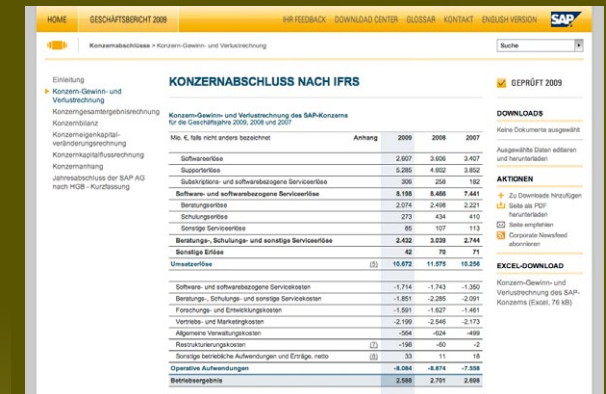 HOME GESCHÄFTSBERICHT 2009 IHR FEEDBACK DOWNLOAD CENTER GLOSSAR KONTAKT ENGLISH VERSION SAP
Konzernabschlüsse > Konzern-Gewinn- und Verlustrechnung
Suche
Einleitung
Konzern-Gewinn- und
Verlustrechnung
Konzerngesamtergebnisrechnung
Konzernbilanz
Konzerneigenkapital-
veränderungsrechnung
Konzernkapitalflussrechnung
Konzernanhang
Jahresabschluss der SAP AG
nach HGB - Kurzfassung
KONZERNABSCHLUSS NACH IFRS
Konzern-Gewinn- und Verlustrechnung des SAP-Konzerns
für die Geschäftsjahre 2009, 2008 und 2007
Mio. €, falls nicht anders bezeichnet Anhang 2009 2008 2007
Softwareerlöse 2.607 3.606 3.407
Supporterlöse 5.285 4.602 3.852
Subskriptions- und softwarebezogene Serviceerlöse 306 258 182
Software- und softwarebezogene Serviceerlöse 8.198 8.466 7.441
Beratungserlöse 2.074 2.498 2.221
Schulungserlöse 273 434 410
Sonstige Serviceerlöse 85 107 113
Beratungs-, Schulungs- und sonstige Serviceerlöse 2.432 3.039 2.744
Sonstige Erlöse 42 70 71
Umsatzerlöse (5) 10.672 11.575 10.256
Software- und softwarebezogene Servicekosten -1.714 -1.743 -1.350
Beratungs-, Schulungs- und sonstige Servicekosten -1.851 -2.285 -2.091
Forschungs- und Entwicklungskosten -1.591 -1.627 -1.461
Vertriebs- und Marketingkosten -2.199 -2.546 -2.173
Allgemeine Verwaltungskosten -564 -624 -499
Restrukturierungskosten (7) -198 -60 -2
Sonstige betriebliche Aufwendungen und Erträge, netto (8) 33 11 18
Operative Aufwendungen -8.084 -8.874 -7.558
Betriebsergebnis 2.588 2.701 2.698
GEPRÜFT 2009
DOWNLOADS
Keine Dokumente ausgewählt
Ausgewählte Daten editieren
und herunterladen
AKTIONEN
Zu Downloads hinzufügen
Seite als PDF
herunterladen
Seite empfehlen
Corporate Newsfeed
abonnieren
EXCEL-DOWNLOAD
Konzern-Gewinn- und
Verlustrechnung des SAP-
Konzerns (Excel, 76 kB)